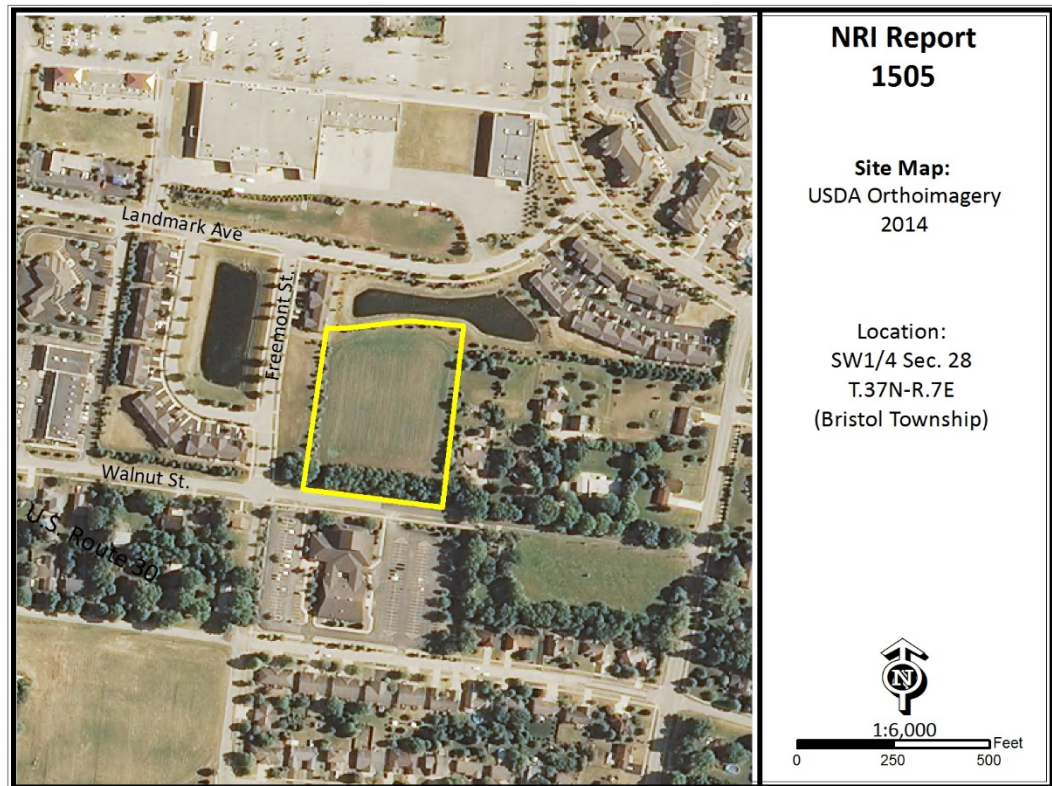 NRI Report
1505
Site Map:
USDA Orthoimagery
2014
Location:
SW1/4 Sec. 28
T.37N-R.7E
(Bristol Township)
Landmark Ave
Freemont St.
Walnut St.
U.S. Route 30
N
1:6,000
Feet
0 250 500